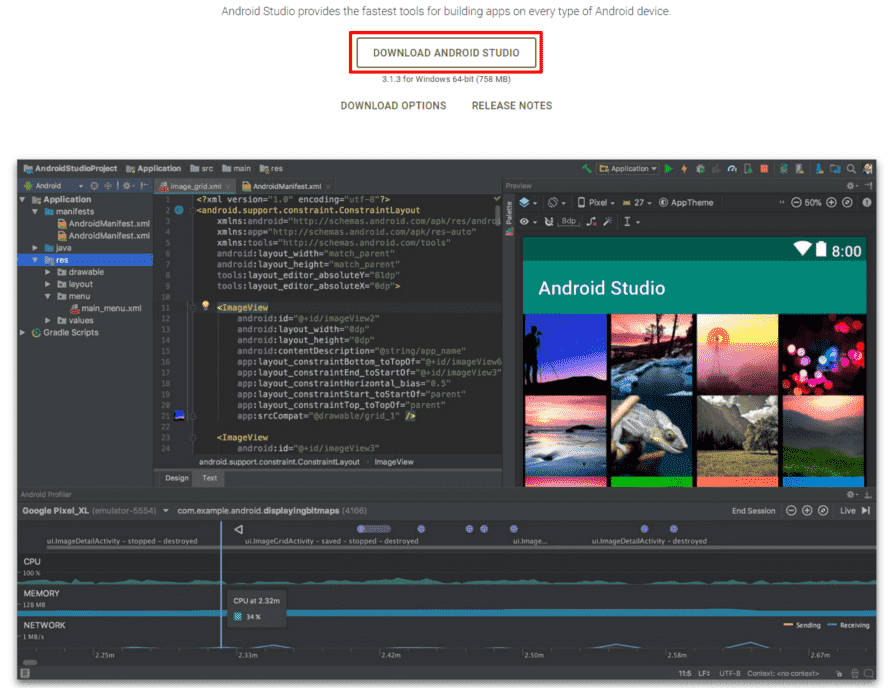 Android Studio provides the fastest tools for building apps on every type of Android device.
DOWNLOAD ANDROID STUDIO
3.1.3 for Windows 64-bit (758 MB)
DOWNLOAD OPTIONS RELEASE NOTES
AndroidStudioProject Application src main res
Application
Android
image_grid.xml
AndroidManifest.xml
Preview
Application
manifests
AndroidManifest.xml
AndroidManifest.xml
java
res
drawable
layout
menu
main_menu.xml
values
Gradle Scripts
1 <?xml version="1.0" encoding="utf-8"?>
2 <android.support.constraint.ConstraintLayout
3 xmlns:android="http://schemas.android.com/apk/res/androi
4 xmlns:app="http://schemas.android.com/apk/res-auto"
5 xmlns:tools="http://schemas.android.com/tools"
6 android:layout_width="match_parent"
7 android:layout_height="match_parent"
8 tools:layout_editor_absoluteY="81dp"
9 tools:layout_editor_absoluteX="0dp">
10
11 <ImageView
12 android:id="@+id/imageView2"
13 android:layout_width="0dp"
14 android:layout_height="0dp"
15 android:contentDescription="@string/app_name"
16 app:layout_constraintBottom_toTopOf="@+id/imageView6
17 app:layout_constraintEnd_toStartOf="@+id/imageView3"
18 app:layout_constraintHorizontal_bias="0.5"
19 app:layout_constraintStart_toStartOf="parent"
20 app:layout_constraintTop_toTopOf="parent"
21 app:srcCompat="@drawable/grid_1" />
22
23 <ImageView
24 android:id="@+id/imageView3"
android.support.constraint.ConstraintLayout ImageView
Design Text
Palette
Pixel 27 AppTheme 50%
8dp
8:00
Android Studio
Android Profiler
Google Pixel_XL (emulator-5554) com.example.android.displayingbitmaps (4166) End Session Live
ui.ImageDetailActivity - stopped - destroyed ui.ImageGridActivity - saved - stopped - destroyed ui.Image... ui.ImageDetailActivity - destroyed
CPU
100 %
MEMORY
128 MB
CPU at 2.32m
34 %
NETWORK
1 MB/s
Sending Receiving
2.25m 2.33m 2.42m 2.50m 2.58m 2.67m
11:5 LF÷ UTF-8 Context: <no context>